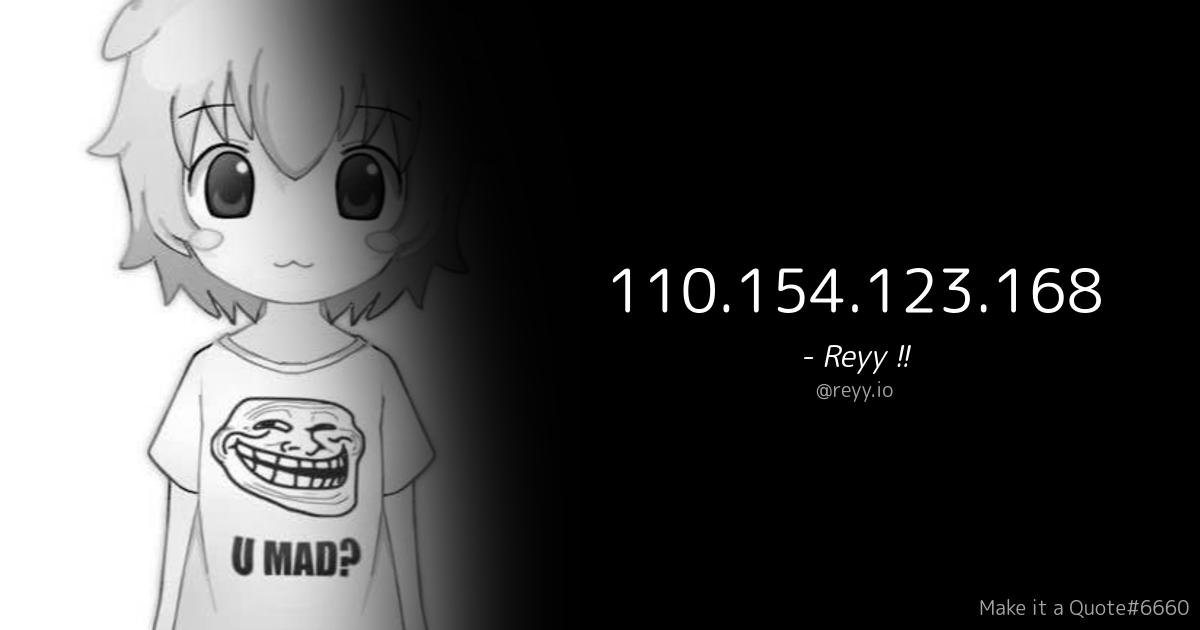 U MAD?
110.154.123.168
- Reyy !!
@reyy.io
Make it a Quote#6660